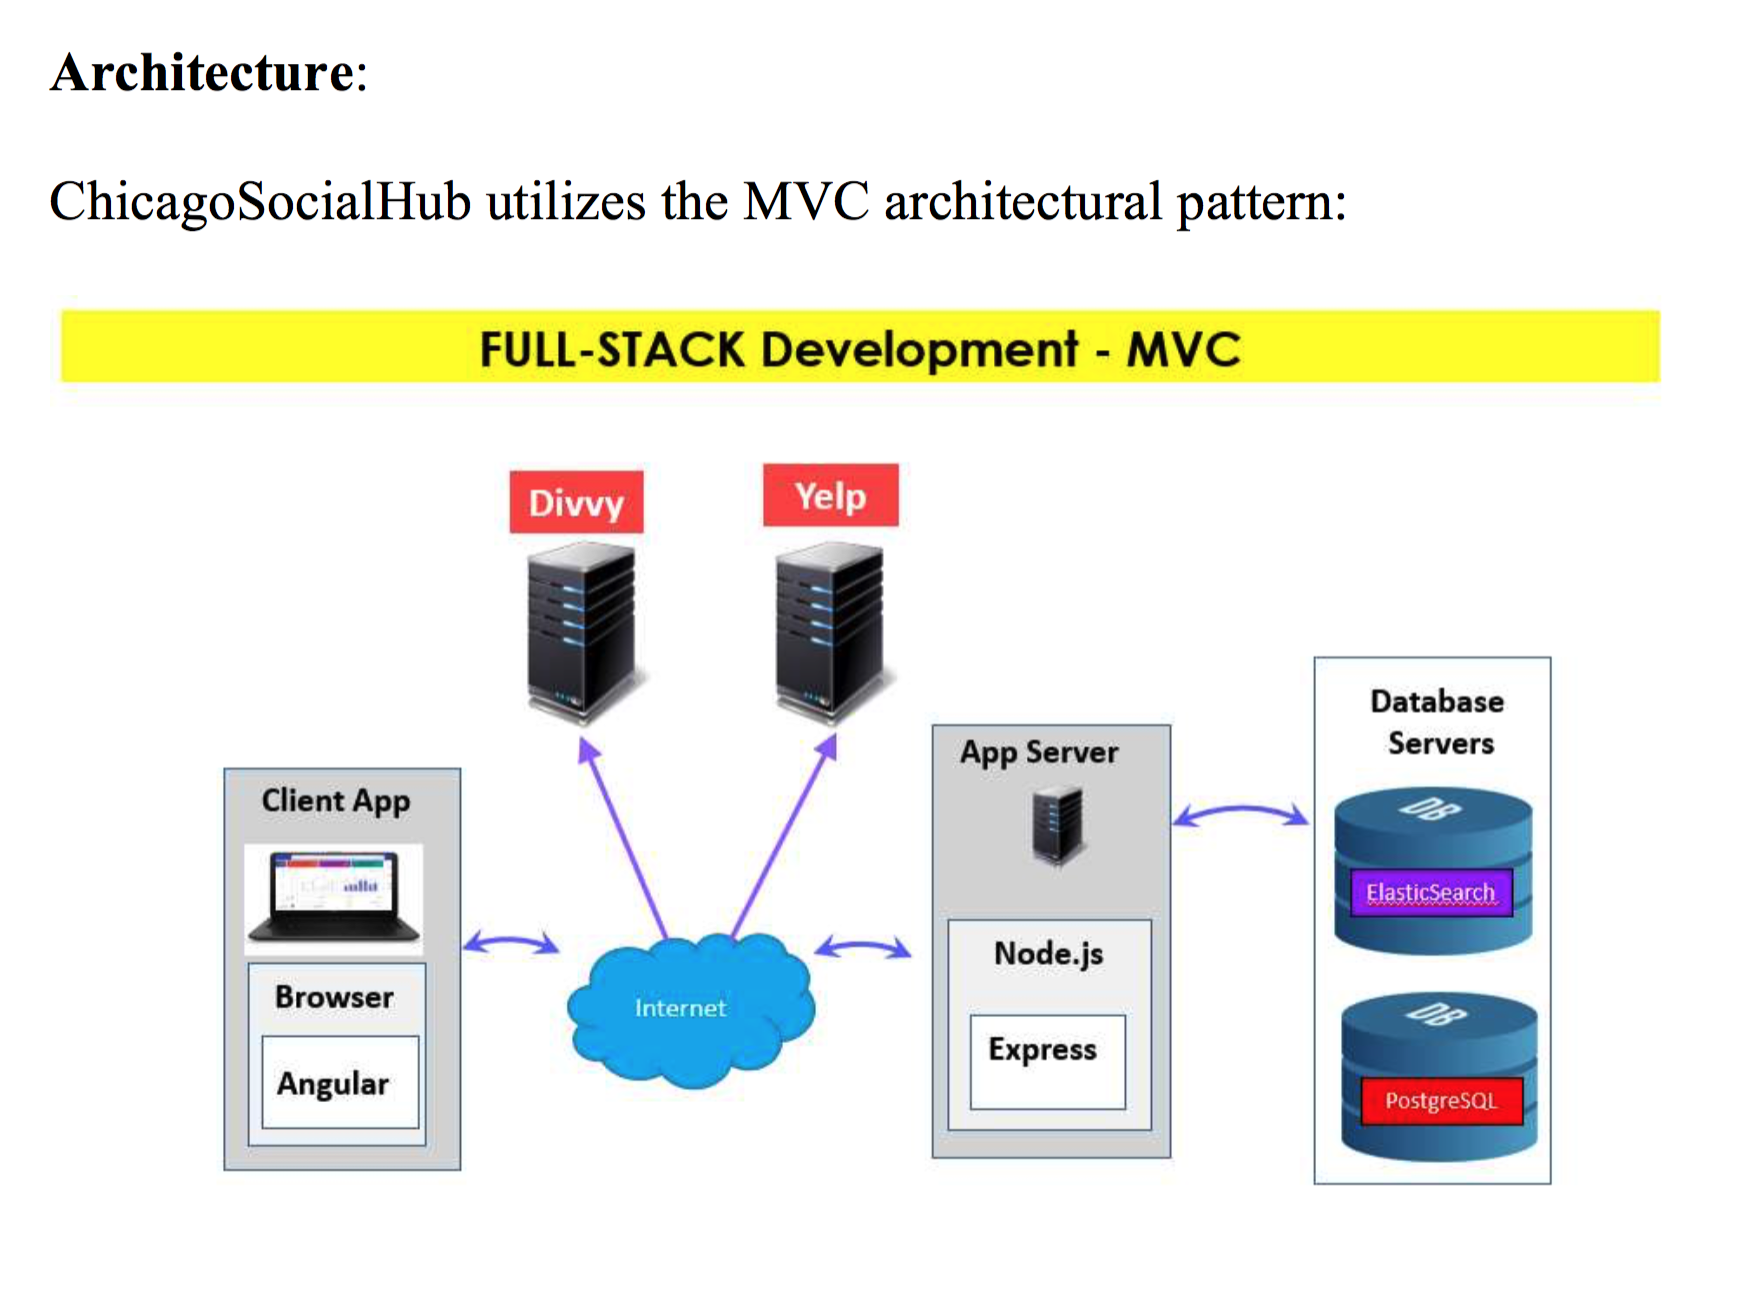 Architecture:
ChicagoSocialHub utilizes the MVC architectural pattern:
FULL-STACK Development - MVC
Divvy
Yelp
Client App
Browser
Angular
Internet
App Server
Node.js
Express
Database
Servers
DB
ElasticSearch
DB
PostgreSQL